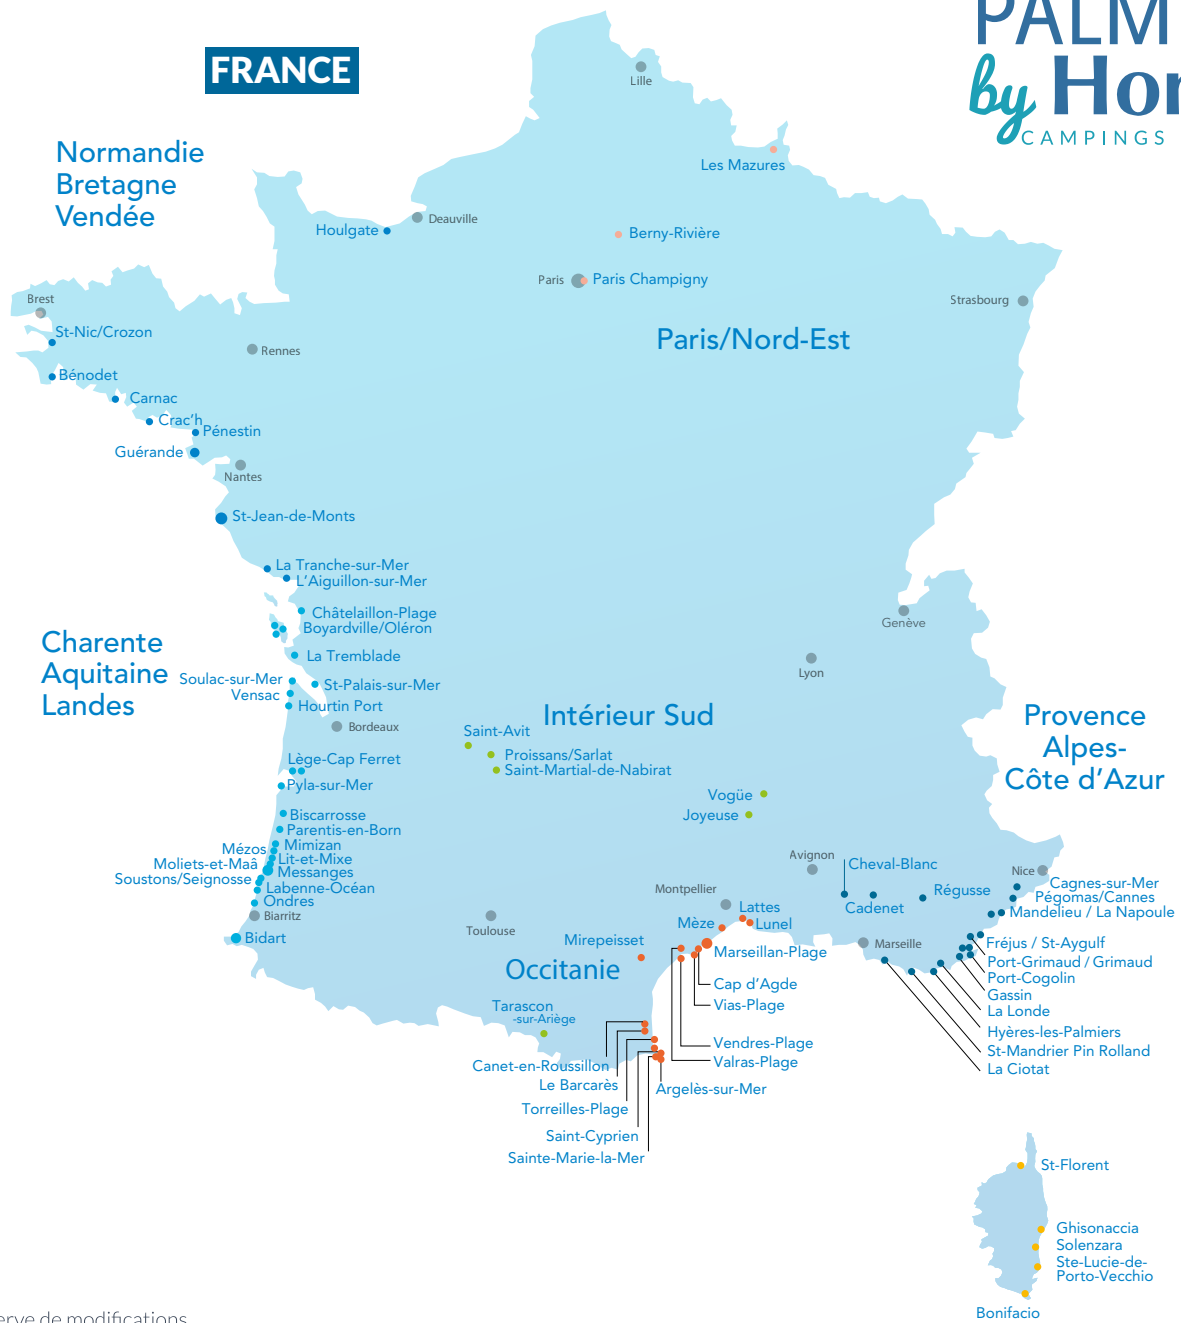 PALM
FRANCE
by Hor
CAMPINGS
Lille
Normandie
Bretagne
Vendée
Les Mazures
Deauville
Houlgate
Berny-Rivière
Paris
Paris Champigny
Brest
Strasbourg
St-Nic/Crozon
Paris/Nord-Est
Rennes
Bénodet
Carnac
Crac'h
Pénestin
Guérande
Nantes
St-Jean-de-Monts
La Tranche-sur-Mer
L'Aiguillon-sur-Mer
Châtelaillon-Plage
Boyardville/Oléron
Genève
Charente
Aquitaine
Landes
La Tremblade
Lyon
Soulac-sur-Mer
St-Palais-sur-Mer
Vensac
Hourtin Port
Bordeaux
Intérieur Sud
Provence
Alpes-
Côte d'Azur
Saint-Avit
Proissans/Sarlat
Saint-Martial-de-Nabirat
Lège-Cap Ferret
Pyla-sur-Mer
Vogüe
Joyeuse
Biscarrosse
Parentis-en-Born
Mimizan
Mézos
Lit-et-Mixe
Moliets-et-Maâ
Messanges
Soustons/Seignosse
Labenne-Océan
Ondres
Biarritz
Bidart
Avignon
Cheval-Blanc
Nice
Cagnes-sur-Mer
Régusse
Pégomas/Cannes
Montpellier
Cadenet
Mandelieu / La Napoule
Lattes
Lunel
Mèze
Toulouse
Mirepeisset
Marseille
Fréjus / St-Aygulf
Marseillan-Plage
Port-Grimaud / Grimaud
Occitanie
Port-Cogolin
Cap d'Agde
Gassin
Vias-Plage
La Londe
Tarascon
-sur-Ariège
Hyères-les-Palmiers
Vendres-Plage
St-Mandrier Pin Rolland
Valras-Plage
La Ciotat
Canet-en-Roussillon
Le Barcarès
Argelès-sur-Mer
Torreilles-Plage
Saint-Cyprien
Sainte-Marie-la-Mer
St-Florent
Ghisonaccia
Solenzara
Ste-Lucie-de-
Porto-Vecchio
Bonifacio
erve de modifications